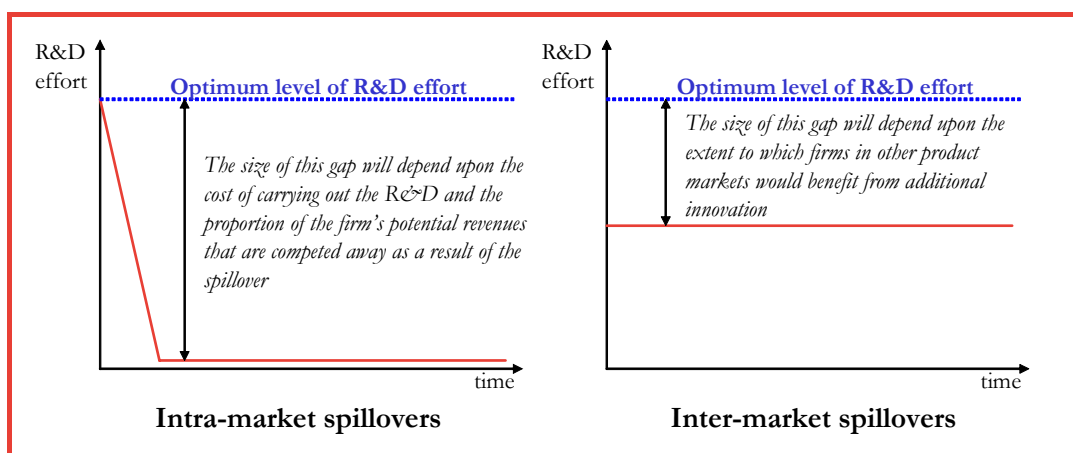 R&D
effort
Optimum level of R&D effort
The size of this gap will depend upon the
cost of carrying out the R&D and the
proportion of the firm's potential revenues
that are competed away as a result of the
spillover
time
Intra-market spillovers
R&D
effort
Optimum level of R&D effort
The size of this gap will depend upon the
extent to which firms in other product
markets would benefit from additional
innovation
time
Inter-market spillovers